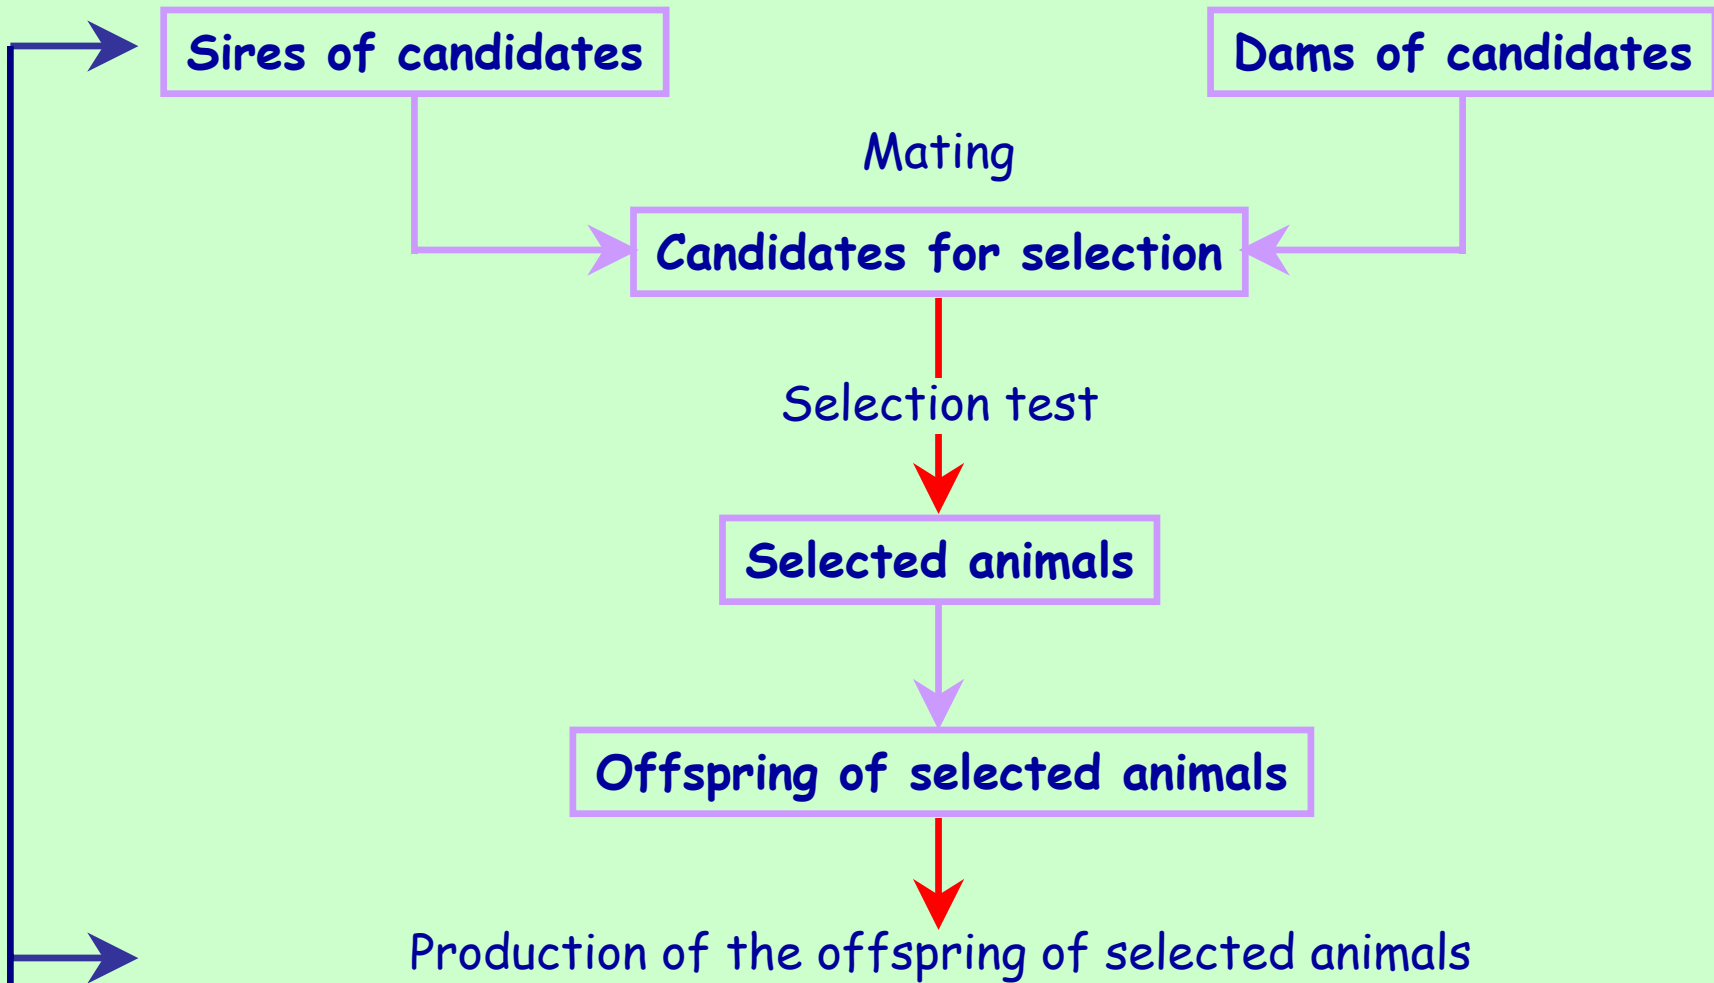 Sires of candidates
Dams of candidates
Mating
Candidates for selection
Selection test
Selected animals
Offspring of selected animals
Production of the offspring of selected animals